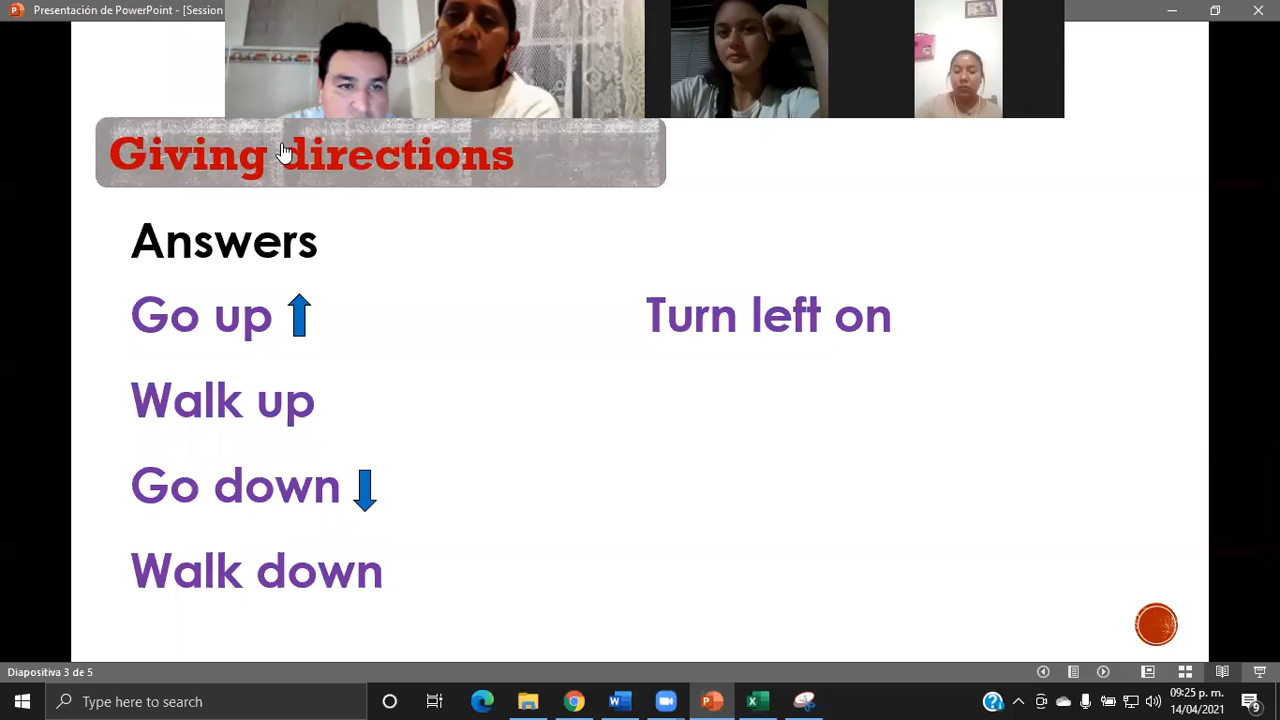 Presentación de PowerPoint - [Session
Giving directions
Answers
Go up
Turn left on
Walk up
Go down
Walk down
Diapositiva 3 de 5
Type here to search
09:25 p. m.
14/04/2021
9